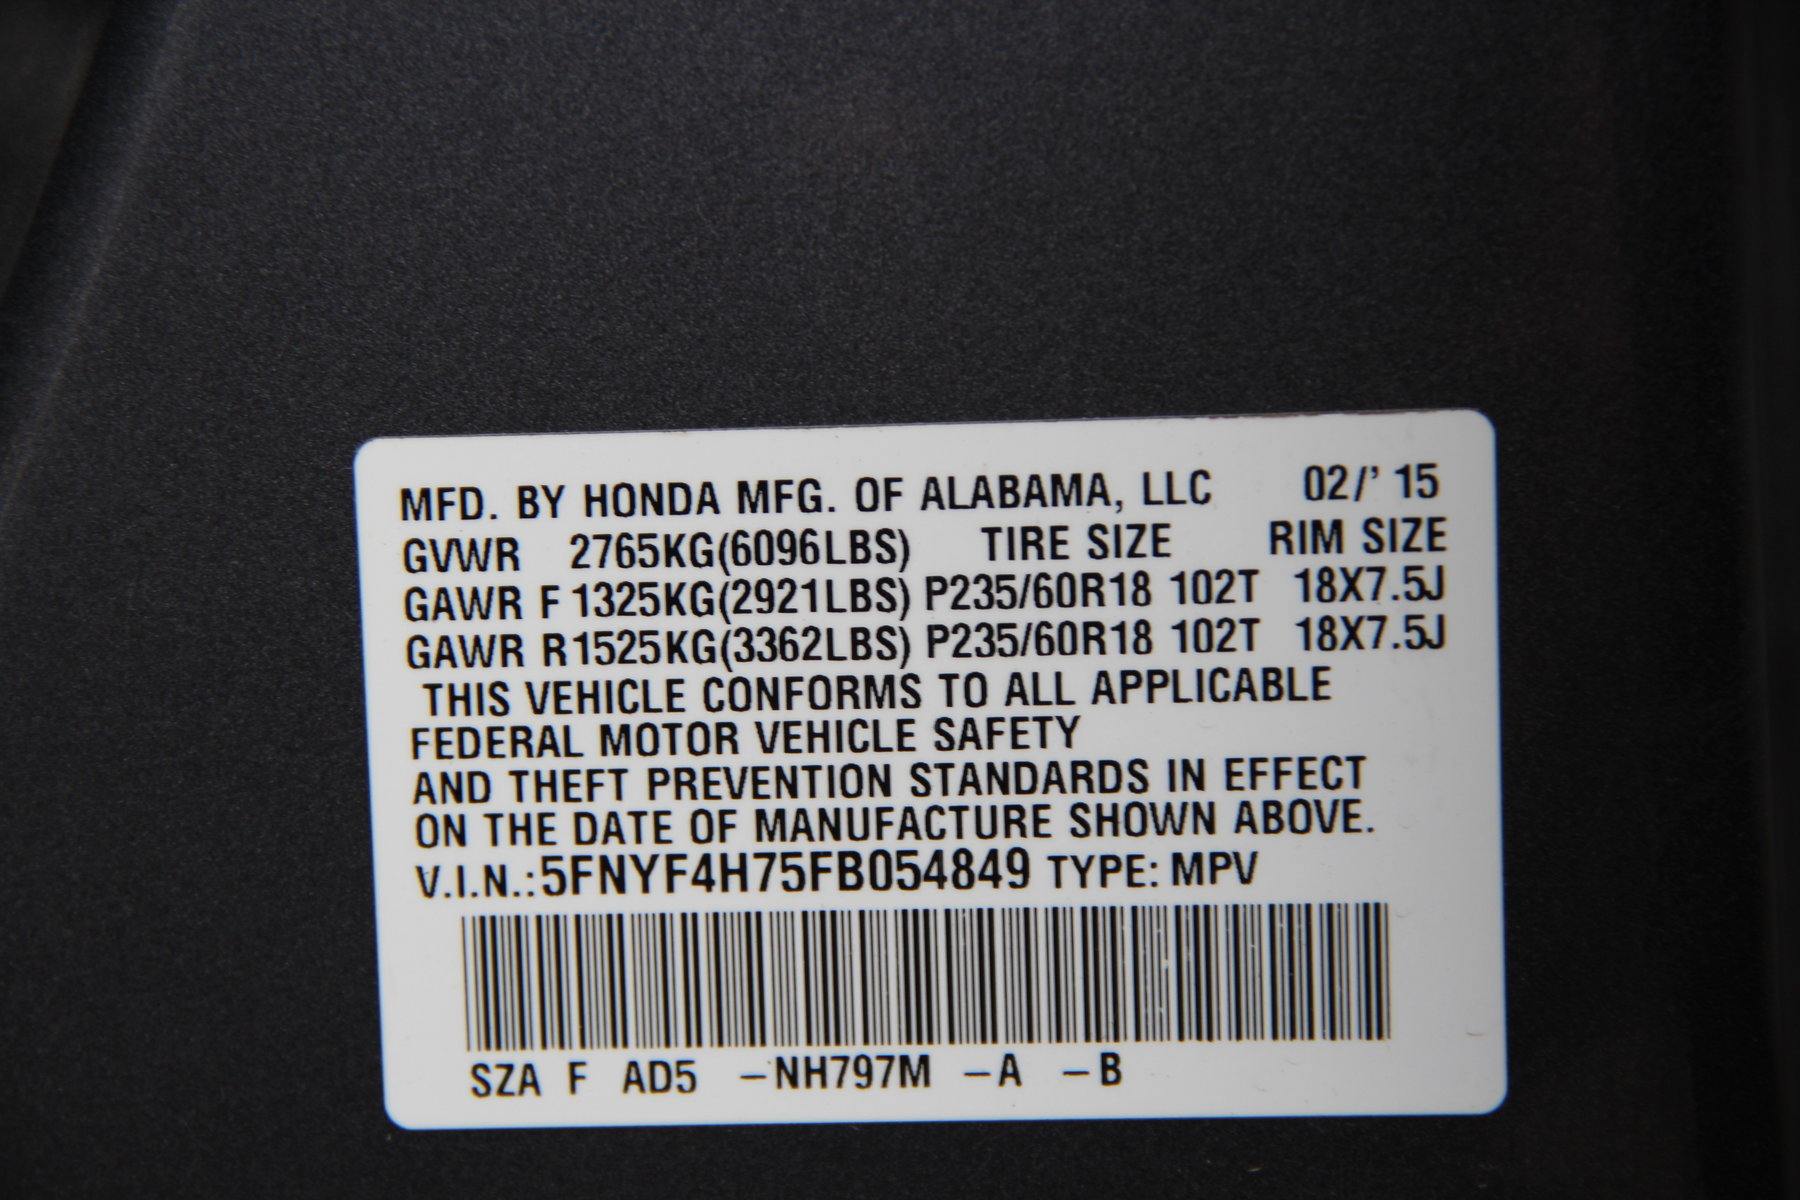 MFD. BY HONDA MFG. OF ALABAMA, LLC 02/' 15
GVWR 2765KG(6096LBS) TIRE SIZE RIM SIZE
GAWR F 1325KG(2921LBS) P235/60R18 102T 18X7.5J
GAWR R1525KG(3362LBS) P235/60R18 102T 18X7.5J
THIS VEHICLE CONFORMS TO ALL APPLICABLE
FEDERAL MOTOR VEHICLE SAFETY
AND THEFT PREVENTION STANDARDS IN EFFECT
ON THE DATE OF MANUFACTURE SHOWN ABOVE.
V.I.N.:5FNYF4H75FB054849 TYPE: MPV
SZA F AD5 –NH797M –A –B